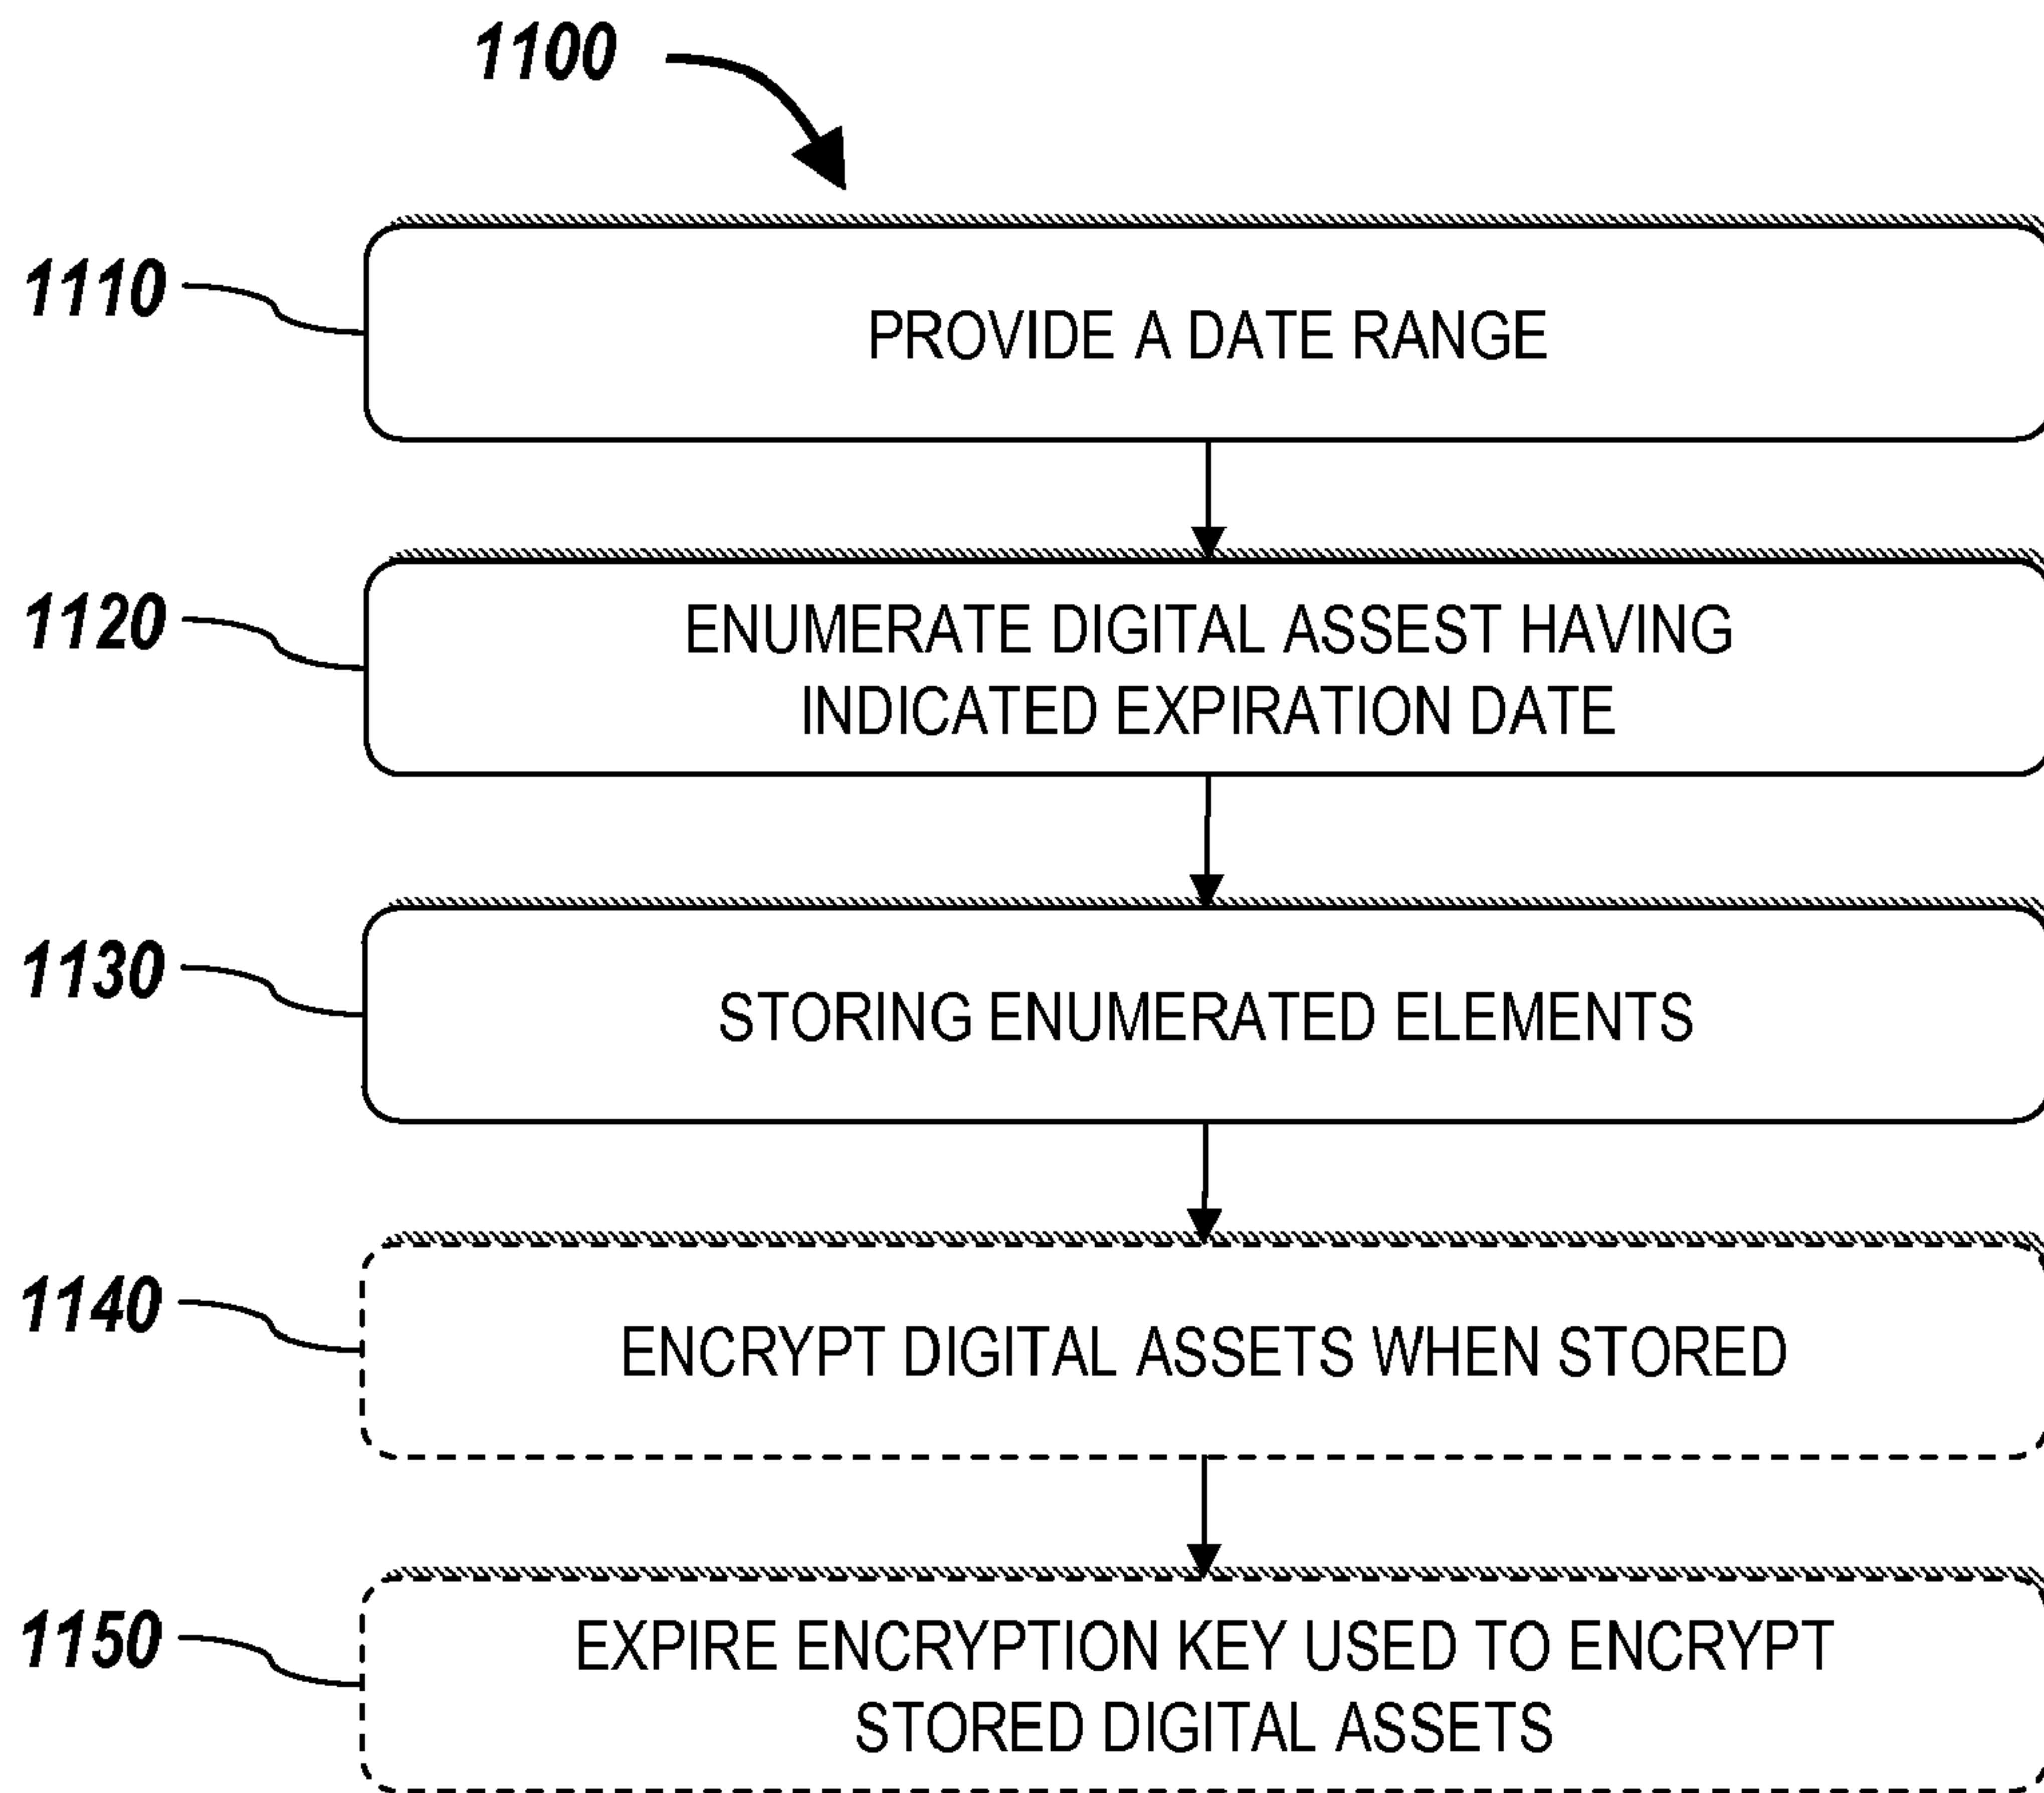 1100
1110
PROVIDE A DATE RANGE
1120
ENUMERATE DIGITAL ASSEST HAVING
INDICATED EXPIRATION DATE
1130
STORING ENUMERATED ELEMENTS
1140
ENCRYPT DIGITAL ASSETS WHEN STORED
1150
EXPIRE ENCRYPTION KEY USED TO ENCRYPT
STORED DIGITAL ASSETS